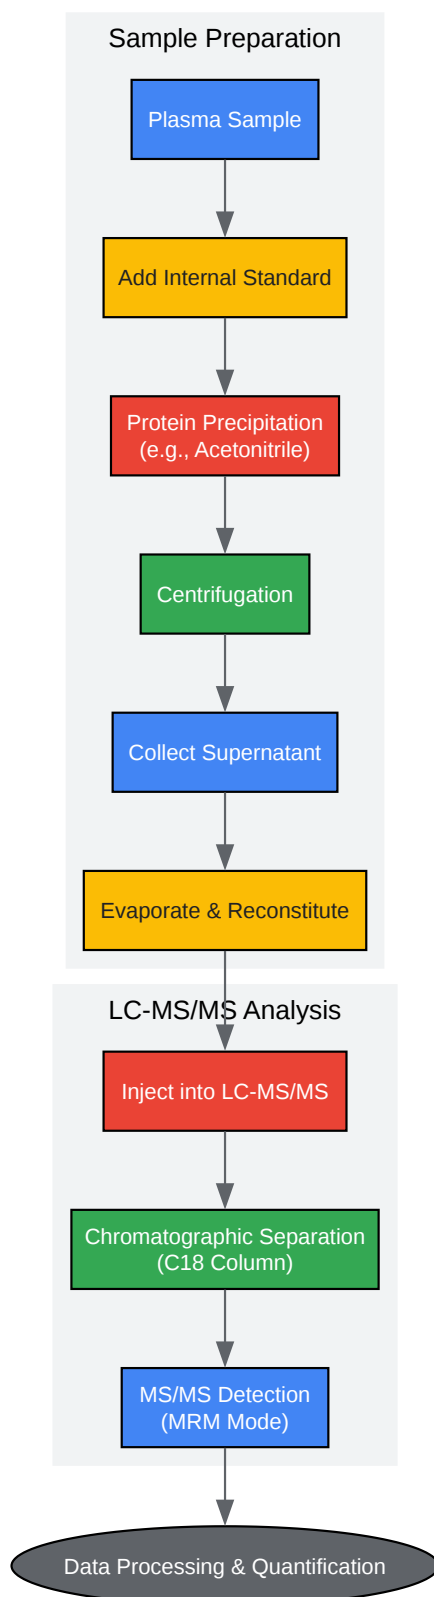 Sample Preparation
Plasma Sample
Add Internal Standard
Protein Precipitation
(e.g., Acetonitrile)
Centrifugation
Collect Supernatant
Evaporate & Reconstitute
LC-MS/MS Analysis
Inject into LC-MS/MS
Chromatographic Separation
(C18 Column)
MS/MS Detection
(MRM Mode)
Data Processing & Quantification